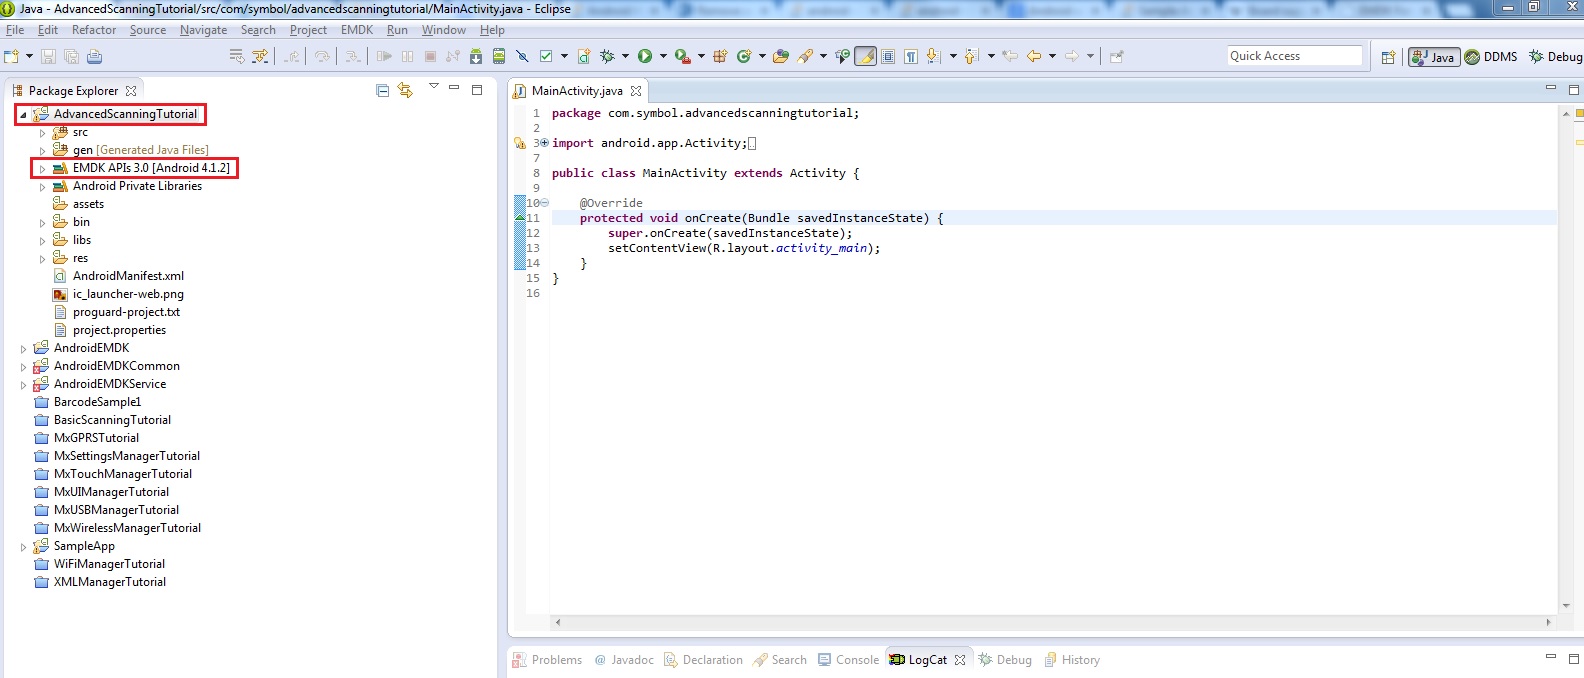 Java - AdvancedScanningTutorial/src/com/symbol/advancedscanningtutorial/MainActivity.java - Eclipse
File Edit Refactor Source Navigate Search Project EMDK Run Window Help
Quick Access Java DDMS Debug
Package Explorer
AdvancedScanningTutorial
src
gen [Generated Java Files]
EMDK APIs 3.0 [Android 4.1.2]
Android Private Libraries
assets
bin
libs
res
AndroidManifest.xml
ic_launcher-web.png
proguard-project.txt
project.properties
AndroidEMDK
AndroidEMDKCommon
AndroidEMDKService
BarcodeSample1
BasicScanningTutorial
MxGPRSTutorial
MxSettingsManagerTutorial
MxTouchManagerTutorial
MxUIManagerTutorial
MxUSBManagerTutorial
MxWirelessManagerTutorial
SampleApp
WiFiManagerTutorial
XMLManagerTutorial
MainActivity.java
1 package com.symbol.advancedscanningtutorial;
2
3 import android.app.Activity;
7
8 public class MainActivity extends Activity {
9
10 @Override
11 protected void onCreate(Bundle savedInstanceState) {
12 super.onCreate(savedInstanceState);
13 setContentView(R.layout.activity_main);
14 }
15 }
16
Problems @ Javadoc Declaration Search Console LogCat Debug History